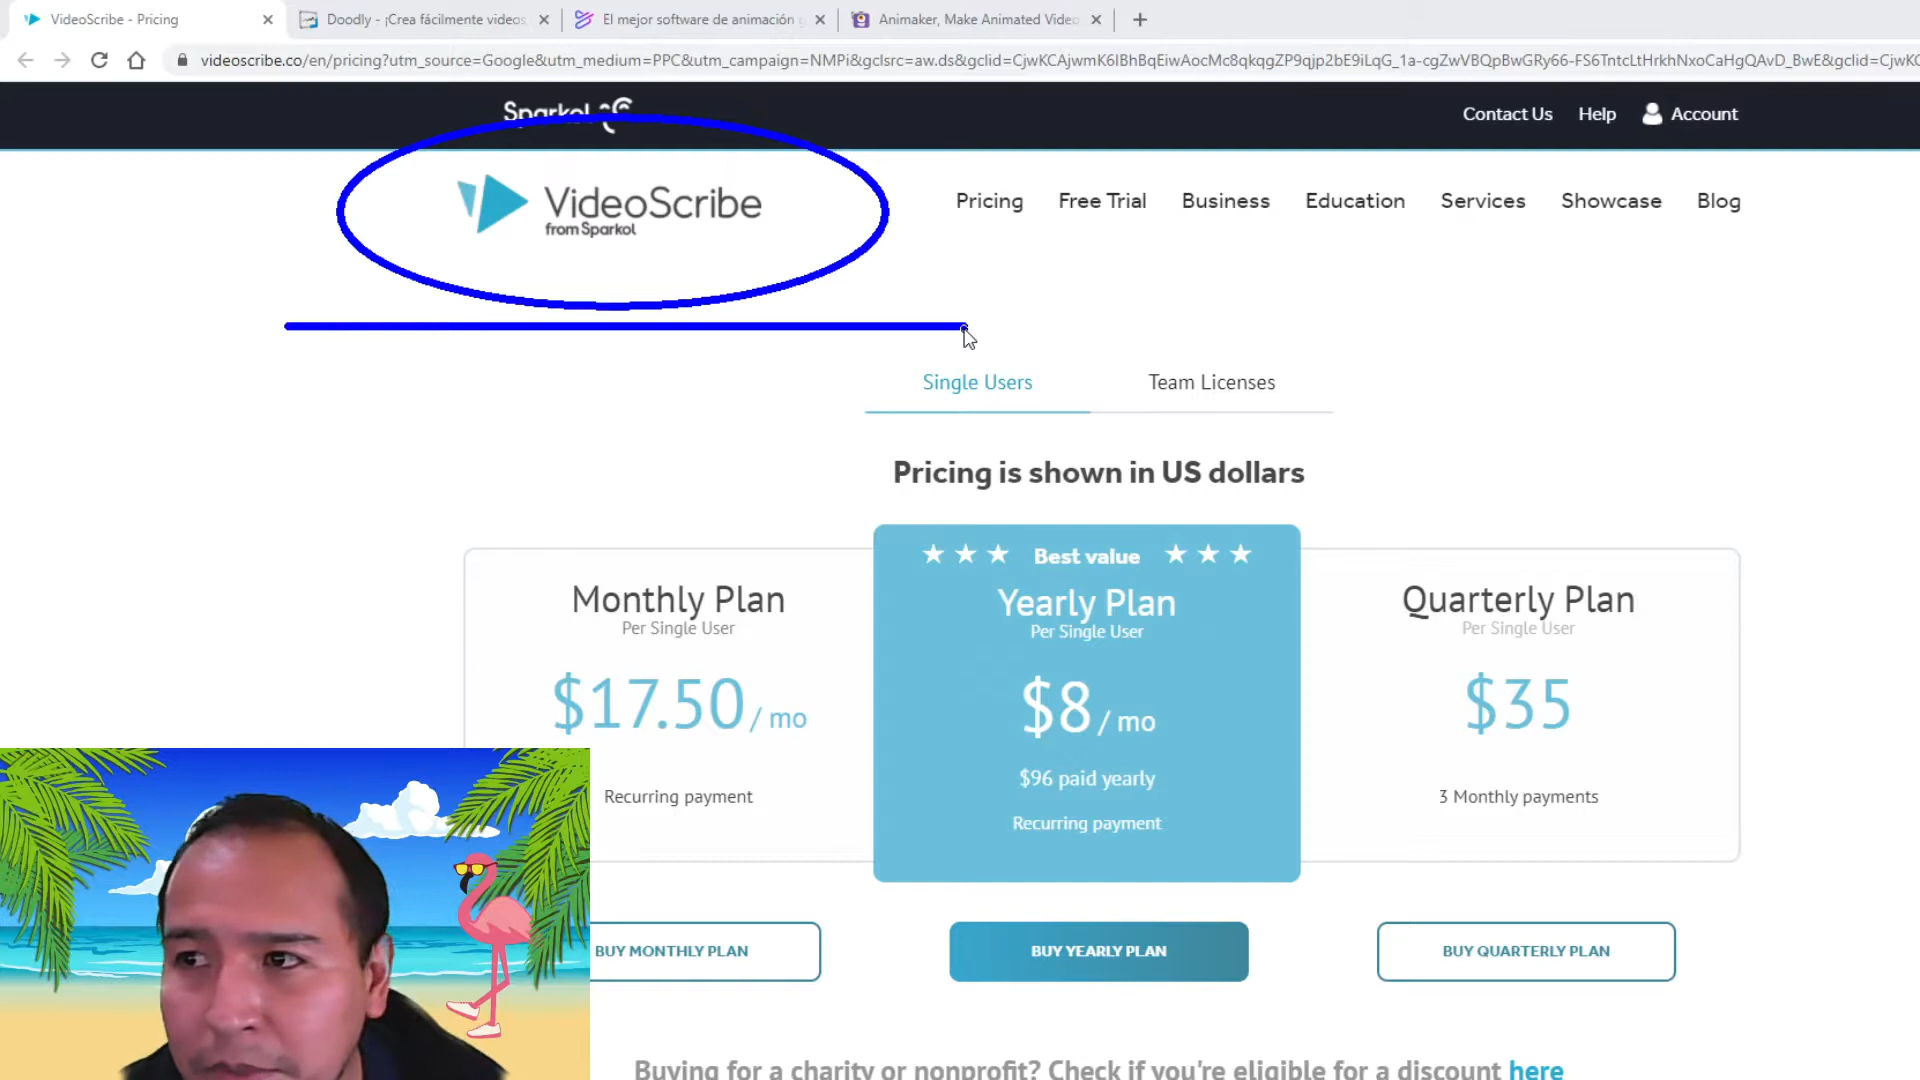 VideoScribe - Pricing
Doodly - ¡Crea fácilmente videos
El mejor software de animación
Animaker, Make Animated Video
videoscribe.co/en/pricing?utm_source=Google&utm_medium=PPC&utm_campaign=NMPi&gclsrc=aw.ds&gclid=
Sparkol
Contact Us Help Account
VideoScribe
from Sparkol
Pricing Free Trial Business Education Services Showcase Blog
Single Users Team Licenses
Pricing is shown in US dollars
Monthly Plan
Per Single User
$17.50 / mo
Recurring payment
BUY MONTHLY PLAN
Best value
Yearly Plan
Per Single User
$8 / mo
$96 paid yearly
Recurring payment
BUY YEARLY PLAN
Quarterly Plan
Per Single User
$35
3 Monthly payments
BUY QUARTERLY PLAN
Buying for a charity or nonprofit? Check if you're eligible for a discount here